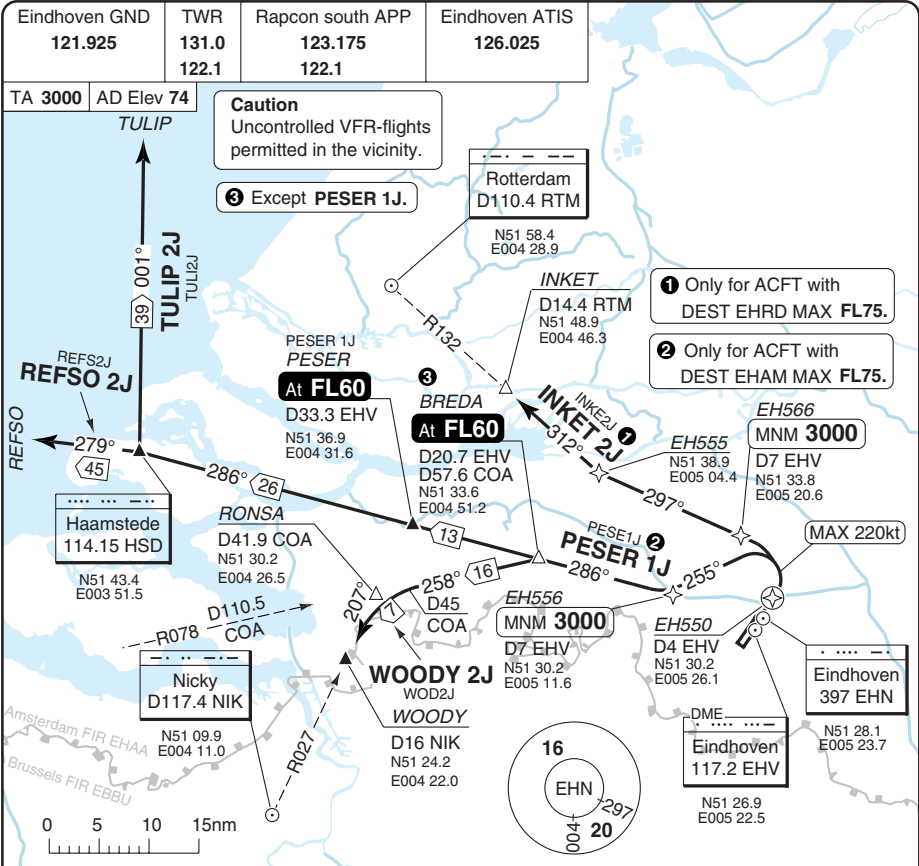 Eindhoven GND
121.925
TWR
131.0
122.1
Rapcon south APP
123.175
122.1
Eindhoven ATIS
126.025
TA 3000
AD Elev 74
Caution
Uncontrolled VFR-flights
permitted in the vicinity.
❸ Except PESER 1J.
TULIP
39
001°
TULIP 2J
TULI2J
Rotterdam
D110.4 RTM
N51 58.4
E004 28.9
R132
INKET
D14.4 RTM
N51 48.9
E004 46.3
❶ Only for ACFT with
DEST EHRD MAX FL75.
❷ Only for ACFT with
DEST EHAM MAX FL75.
INKE2J
INKET 2J ❶
312°
EH555
N51 38.9
E005 04.4
297°
EH566
MNM 3000
D7 EHV
N51 33.8
E005 20.6
MAX 220kt
PESER 1J
PESER
At FL60
D33.3 EHV
N51 36.9
E004 31.6
❸
BREDA
At FL60
D20.7 EHV
D57.6 COA
N51 33.6
E004 51.2
REFS2J
REFSO 2J
REFSO
279°
45
286°
26
13
Haamstede
114.15 HSD
N51 43.4
E003 51.5
RONSA
D41.9 COA
N51 30.2
E004 26.5
PESE1J
PESER 1J ❷
286°
255°
258°
16
207°
7
D45
COA
EH556
MNM 3000
D7 EHV
N51 30.2
E005 11.6
EH550
D4 EHV
N51 30.2
E005 26.1
R078
D110.5
COA
WOODY 2J
WOD2J
WOODY
D16 NIK
N51 24.2
E004 22.0
Nicky
D117.4 NIK
N51 09.9
E004 11.0
R027
Eindhoven
397 EHN
N51 28.1
E005 23.7
DME
Eindhoven
117.2 EHV
N51 26.9
E005 22.5
Amsterdam FIR EHAA
Brussels FIR EBBU
16
EHN
297
004
20
0 5 10 15nm